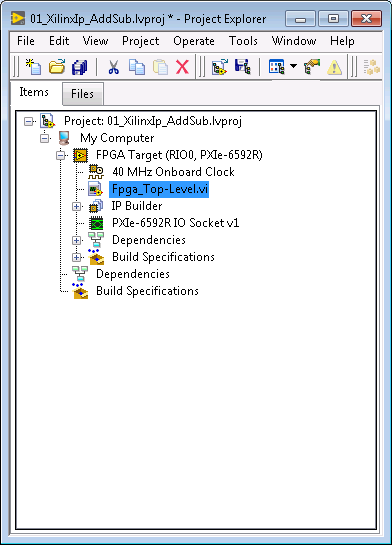 01_XilinxIp_AddSub.lvproj * - Project Explorer
File Edit View Project Operate Tools Window Help
Items Files
Project: 01_XilinxIp_AddSub.lvproj
My Computer
FPGA Target (RIO0, PXIe-6592R)
40 MHz Onboard Clock
Fpga_Top-Level.vi
IP Builder
PXIe-6592R IO Socket v1
Dependencies
Build Specifications
Dependencies
Build Specifications